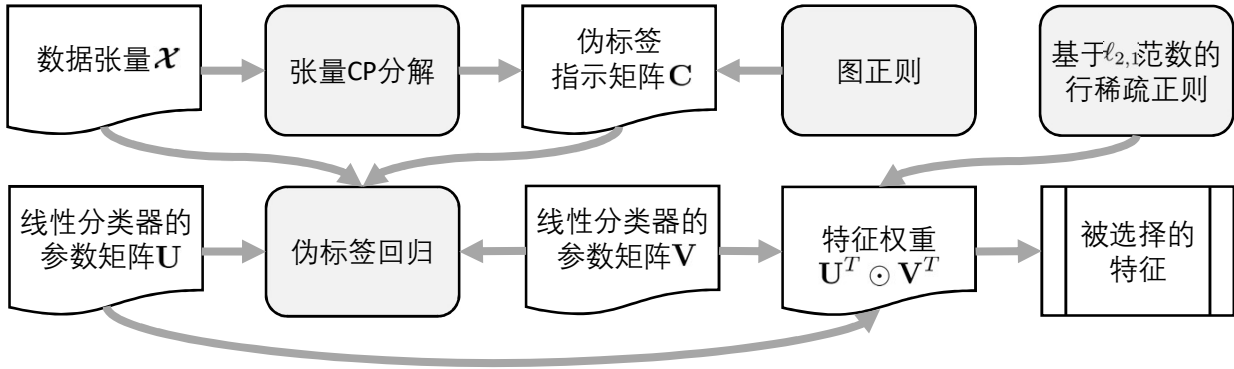 数据张量𝓧
张量CP分解
伪标签
指示矩阵𝐂
图正则
基于ℓ₂,₁范数的
行稀疏正则
线性分类器的
参数矩阵𝐔
伪标签回归
线性分类器的
参数矩阵𝐕
特征权重
𝐔ᵀ ⊙ 𝐕ᵀ
被选择的
特征